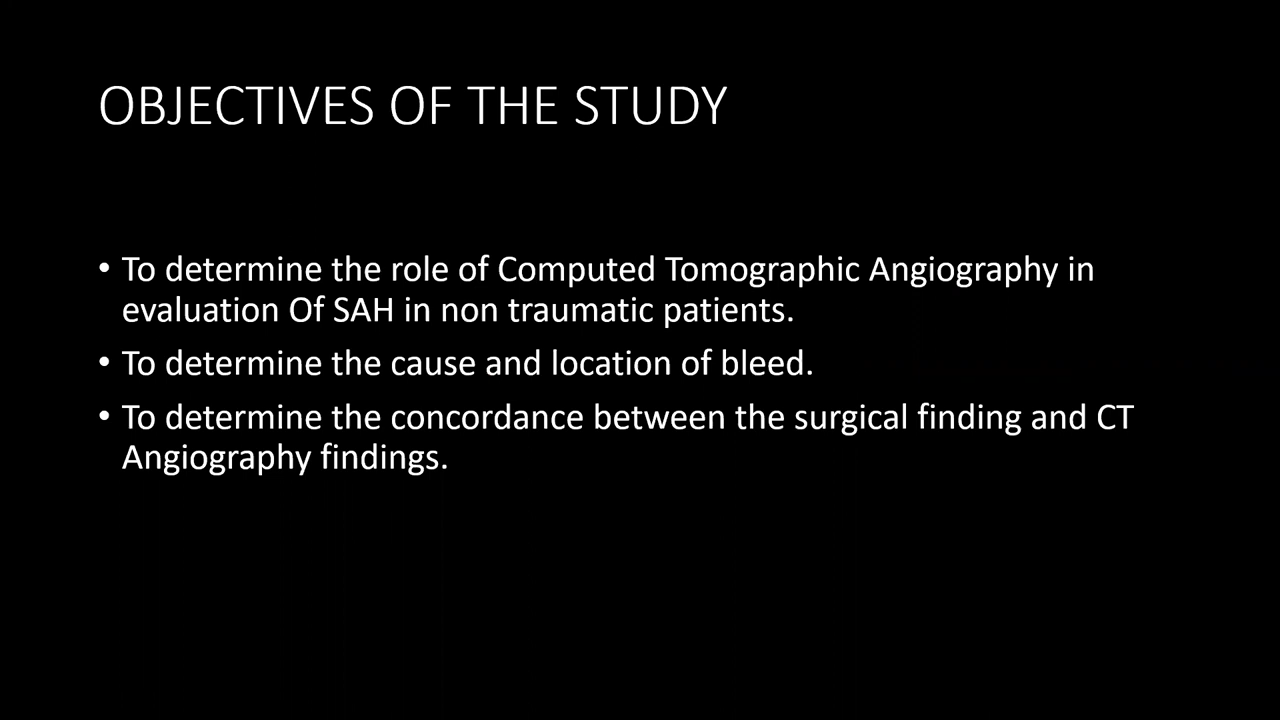 OBJECTIVES OF THE STUDY
• To determine the role of Computed Tomographic Angiography in
evaluation Of SAH in non traumatic patients.
• To determine the cause and location of bleed.
• To determine the concordance between the surgical finding and CT
Angiography findings.